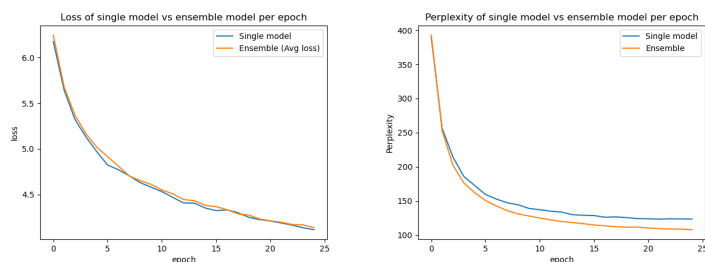 Loss of single model vs ensemble model per epoch
Single model
Ensemble (Avg loss)
6.0
5.5
5.0
4.5
loss
0
5
10
15
20
25
epoch
Perplexity of single model vs ensemble model per epoch
Single model
Ensemble
400
350
300
250
200
150
100
Perplexity
0
5
10
15
20
25
epoch